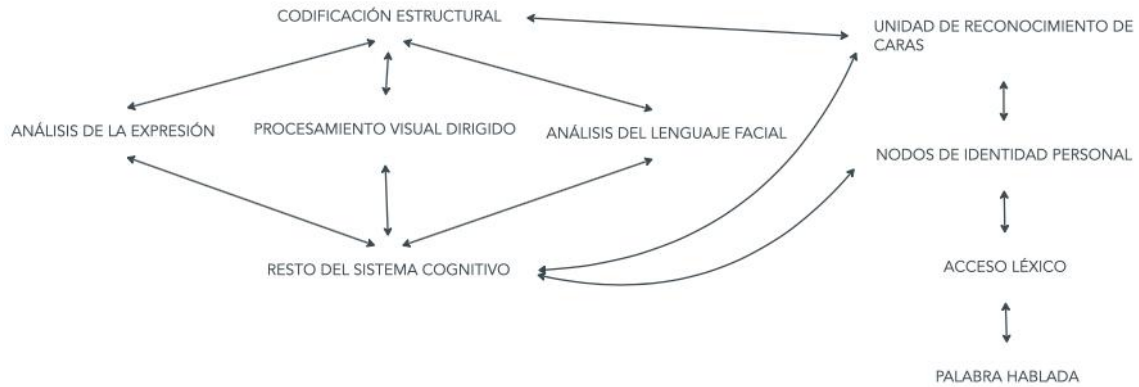 CODIFICACIÓN ESTRUCTURAL
UNIDAD DE RECONOCIMIENTO DE
CARAS
ANÁLISIS DE LA EXPRESIÓN
PROCESAMIENTO VISUAL DIRIGIDO
ANÁLISIS DEL LENGUAJE FACIAL
NODOS DE IDENTIDAD PERSONAL
RESTO DEL SISTEMA COGNITIVO
ACCESO LÉXICO
PALABRA HABLADA